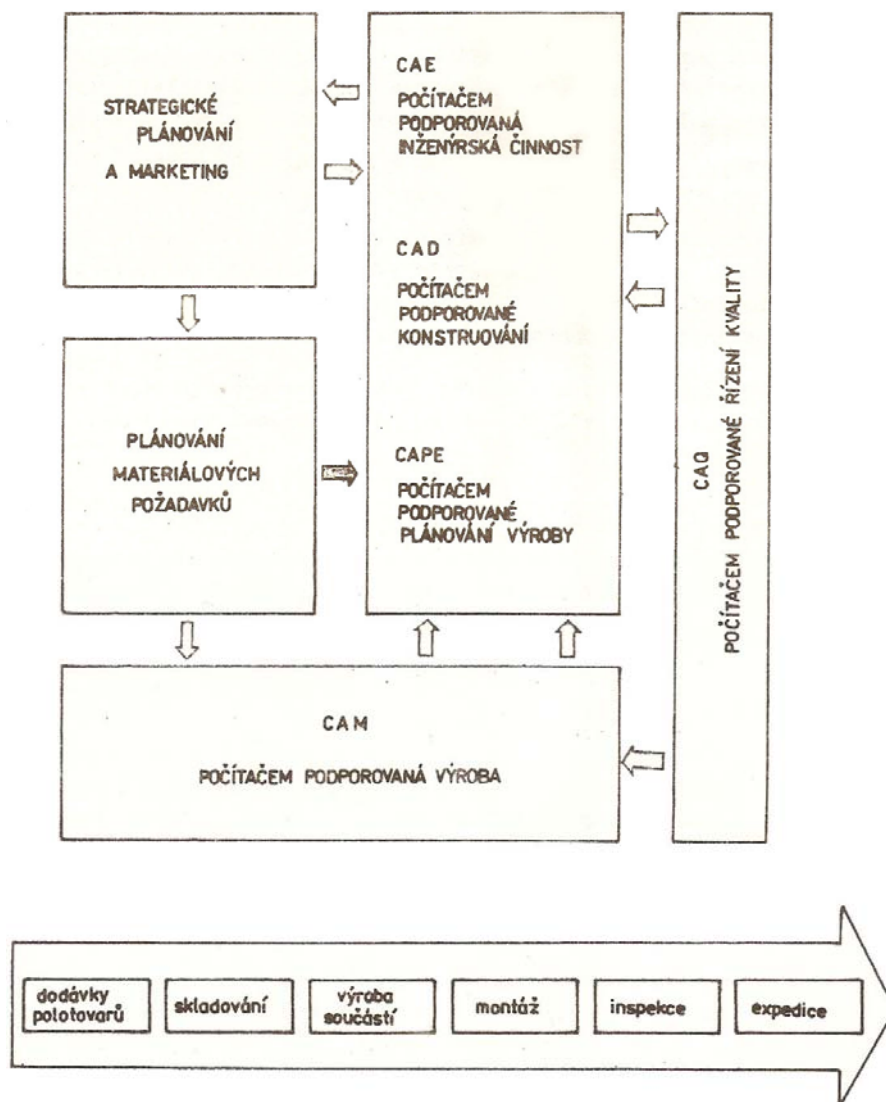 STRATEGICKÉ
PLÁNOVÁNÍ
A MARKETING
CAE
POČÍTAČEM
PODPOROVANÁ
INŽENÝRSKÁ ČINNOST
CAD
POČÍTAČEM
PODPOROVANÉ
KONSTRUOVÁNÍ
PLÁNOVÁNÍ
MATERIÁLOVÝCH
POŽADAVKŮ
CAPE
POČÍTAČEM
PODPOROVANÉ
PLÁNOVÁNÍ VÝROBY
CAQ
POČÍTAČEM PODPOROVANÉ ŘÍZENÍ KVALITY
CAM
POČÍTAČEM PODPOROVANÁ VÝROBA
dodávky
polotovarů
skladování
výroba
součástí
montáž
inspekce
expedice